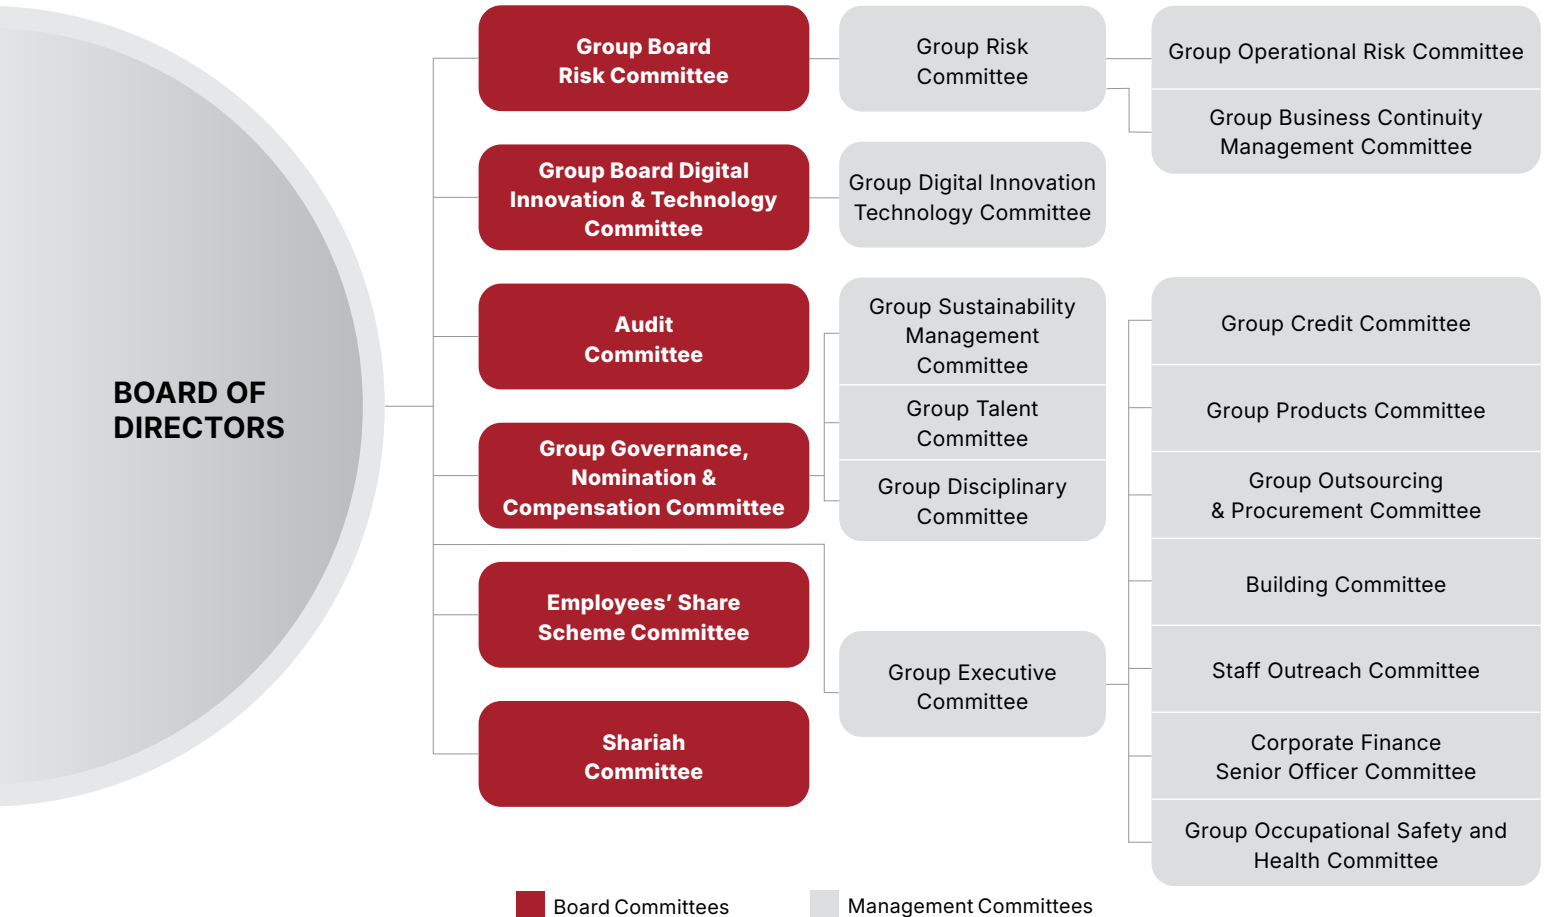 BOARD OF
DIRECTORS
Group Board
Risk Committee
Group Board Digital
Innovation & Technology
Committee
Audit
Committee
Group Governance,
Nomination &
Compensation Committee
Employees’ Share
Scheme Committee
Shariah
Committee
Group Risk
Committee
Group Digital Innovation
Technology Committee
Group Sustainability
Management
Committee
Group Talent
Committee
Group Disciplinary
Committee
Group Executive
Committee
Group Operational Risk Committee
Group Business Continuity
Management Committee
Group Credit Committee
Group Products Committee
Group Outsourcing
& Procurement Committee
Building Committee
Staff Outreach Committee
Corporate Finance
Senior Officer Committee
Group Occupational Safety and
Health Committee
Board Committees
Management Committees